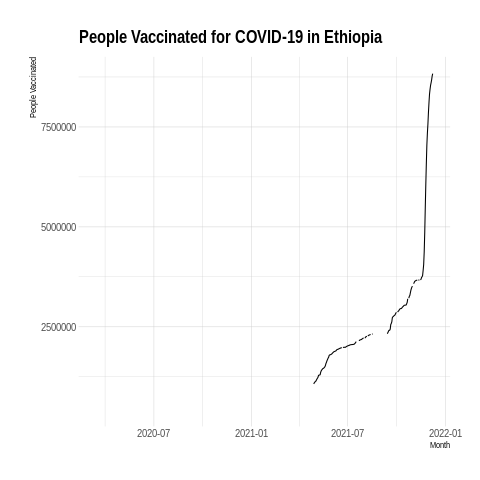 People Vaccinated for COVID-19 in Ethiopia
People Vaccinated
7500000
5000000
2500000
2020-07 2021-01 2021-07 2022-01
Month